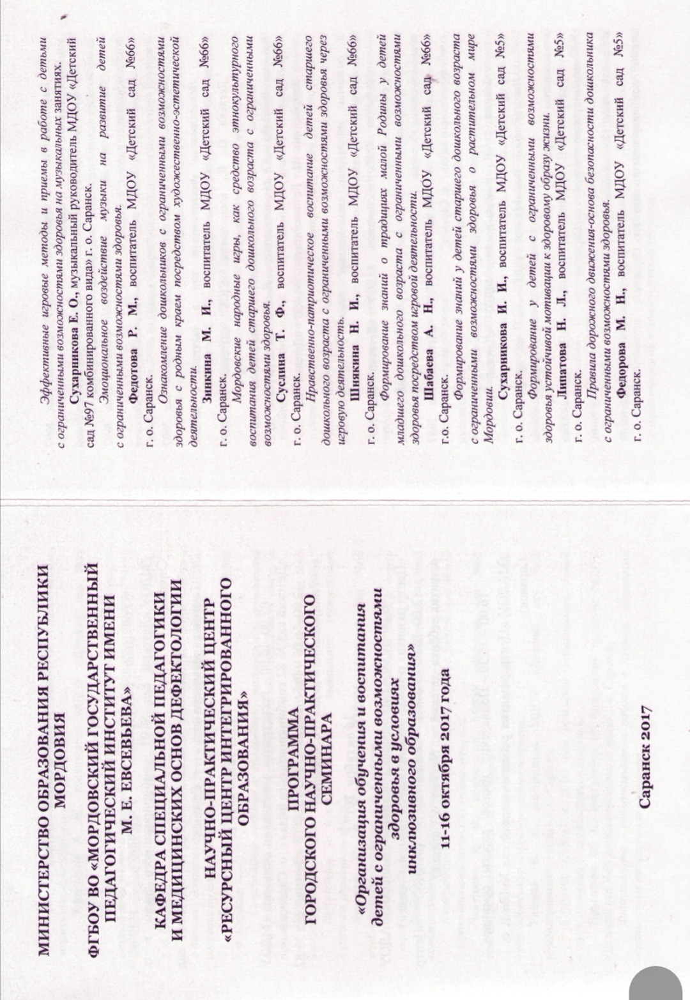 МИНИСТЕРСТВО ОБРАЗОВАНИЯ РЕСПУБЛИКИ
МОРДОВИЯ
ФГБОУ ВО «МОРДОВСКИЙ ГОСУДАРСТВЕННЫЙ
ПЕДАГОГИЧЕСКИЙ ИНСТИТУТ ИМЕНИ
М. Е. ЕВСЕВЬЕВА»
КАФЕДРА СПЕЦИАЛЬНОЙ ПЕДАГОГИКИ
И МЕДИЦИНСКИХ ОСНОВ ДЕФЕКТОЛОГИИ
НАУЧНО-ПРАКТИЧЕСКИЙ ЦЕНТР
«РЕСУРСНЫЙ ЦЕНТР ИНТЕГРИРОВАННОГО
ОБРАЗОВАНИЯ»
ПРОГРАММА
ГОРОДСКОГО НАУЧНО-ПРАКТИЧЕСКОГО
СЕМИНАРА
«Организация обучения и воспитания
детей с ограниченными возможностями
здоровья в условиях
инклюзивного образования»
11-16 октября 2017 года
Саранск 2017
Эффективные игровые методы и приемы в работе с детьми
с ограниченными возможностями здоровья на музыкальных занятиях.
Сухарникова Е. О., музыкальный руководитель МДОУ «Детский
сад №97 комбинированного вида» г. о. Саранск.
Эмоциональное воздействие музыки на развитие детей
с ограниченными возможностями здоровья.
Федотова Р. М., воспитатель МДОУ «Детский сад №66»
г. о. Саранск.
Ознакомление дошкольников с ограниченными возможностями
здоровья с родным краем посредством художественно-эстетической
деятельности.
Зинкина М. И., воспитатель МДОУ «Детский сад №66»
г. о. Саранск.
Мордовские народные игры, как средство этнокультурного
воспитания детей старшего дошкольного возраста с ограниченными
возможностями здоровья.
Суслина Т. Ф., воспитатель МДОУ «Детский сад №66»
г. о. Саранск.
Нравственно-патриотическое воспитание детей старшего
дошкольного возраста с ограниченными возможностями здоровья через
игровую деятельность.
Шнякина Н. И., воспитатель МДОУ «Детский сад №66»
г. о. Саранск.
Формирование знаний о традициях малой Родины у детей
младшего дошкольного возраста с ограниченными возможностями
здоровья посредством игровой деятельности.
Шабаева А. Н., воспитатель МДОУ «Детский сад №66»
г.о. Саранск.
Формирование знаний у детей старшего дошкольного возраста
с ограниченными возможностями здоровья о растительном мире
Мордовии.
Сухарникова И. И., воспитатель МДОУ «Детский сад №5»
г. о. Саранск.
Формирование у детей с ограниченными возможностями
здоровья устойчивой мотивации к здоровому образу жизни.
Липатова Н. Л., воспитатель МДОУ «Детский сад №5»
г. о. Саранск
Правила дорожного движения-основа безопасности дошкольника
с ограниченными возможностями здоровья.
Федорова М. Н., воспитатель МДОУ «Детский сад №5»
г. о. Саранск.